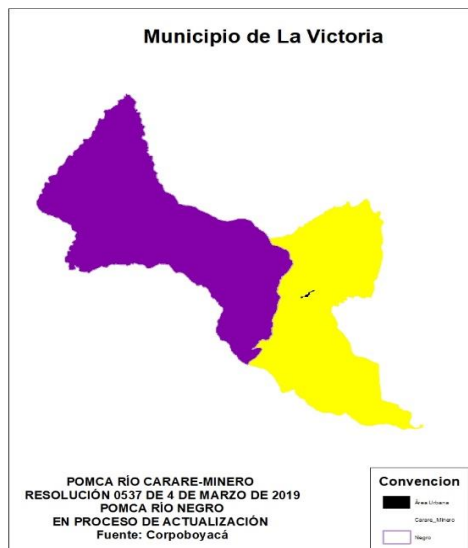 Municipio de La Victoria
POMCA RÍO CARARE-MINERO
RESOLUCIÓN 0537 DE 4 DE MARZO DE 2019
POMCA RÍO NEGRO
EN PROCESO DE ACTUALIZACIÓN
Fuente: Corpoboyacá
Convencion
Área Urbana
Carare_Minero
Negro